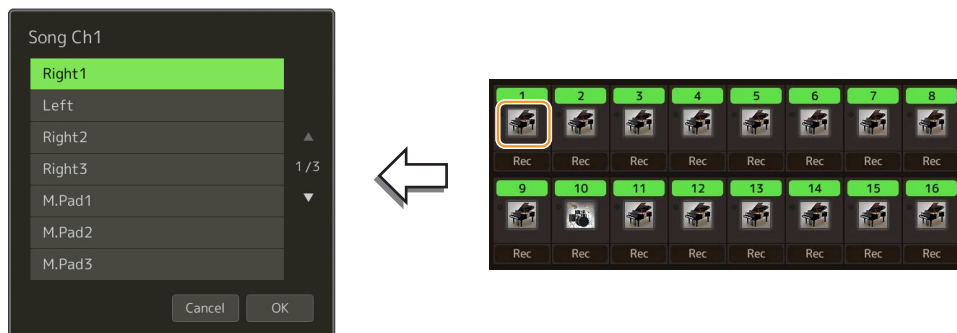 Song Ch1
Right1
Left
Right2
Right3
M.Pad1
M.Pad2
M.Pad3
1/3
Cancel OK
1 2 3 4 5 6 7 8
Rec Rec Rec Rec Rec Rec Rec Rec
9 10 11 12 13 14 15 16
Rec Rec Rec Rec Rec Rec Rec Rec